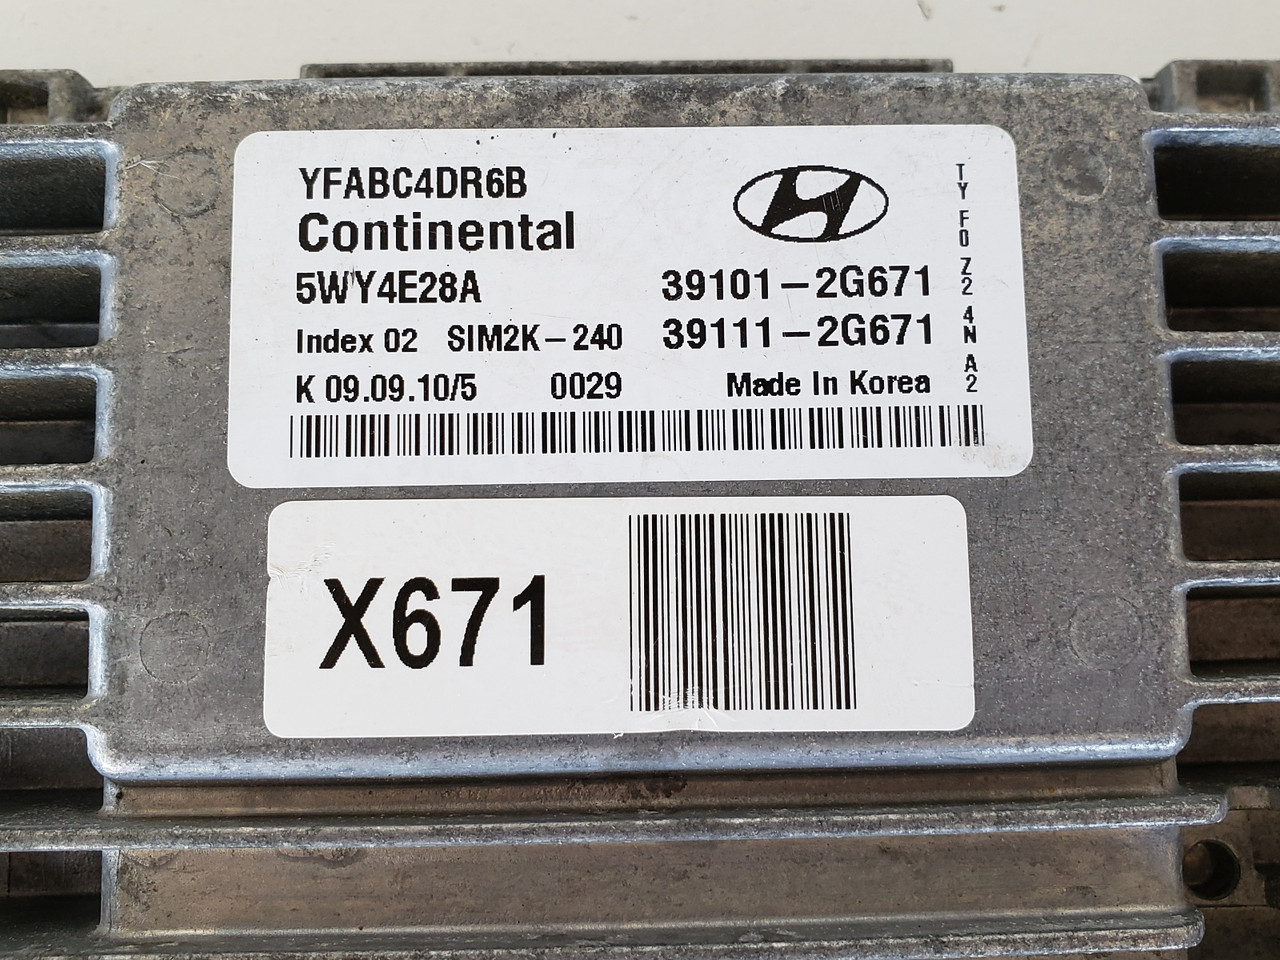 YFABC4DR6B
Continental
5WY4E28A 39101-2G671
Index 02 SIM2K-240 39111-2G671
K 09.09.10/5 0029 Made In Korea
TY F0 Z2 4N A2
X671